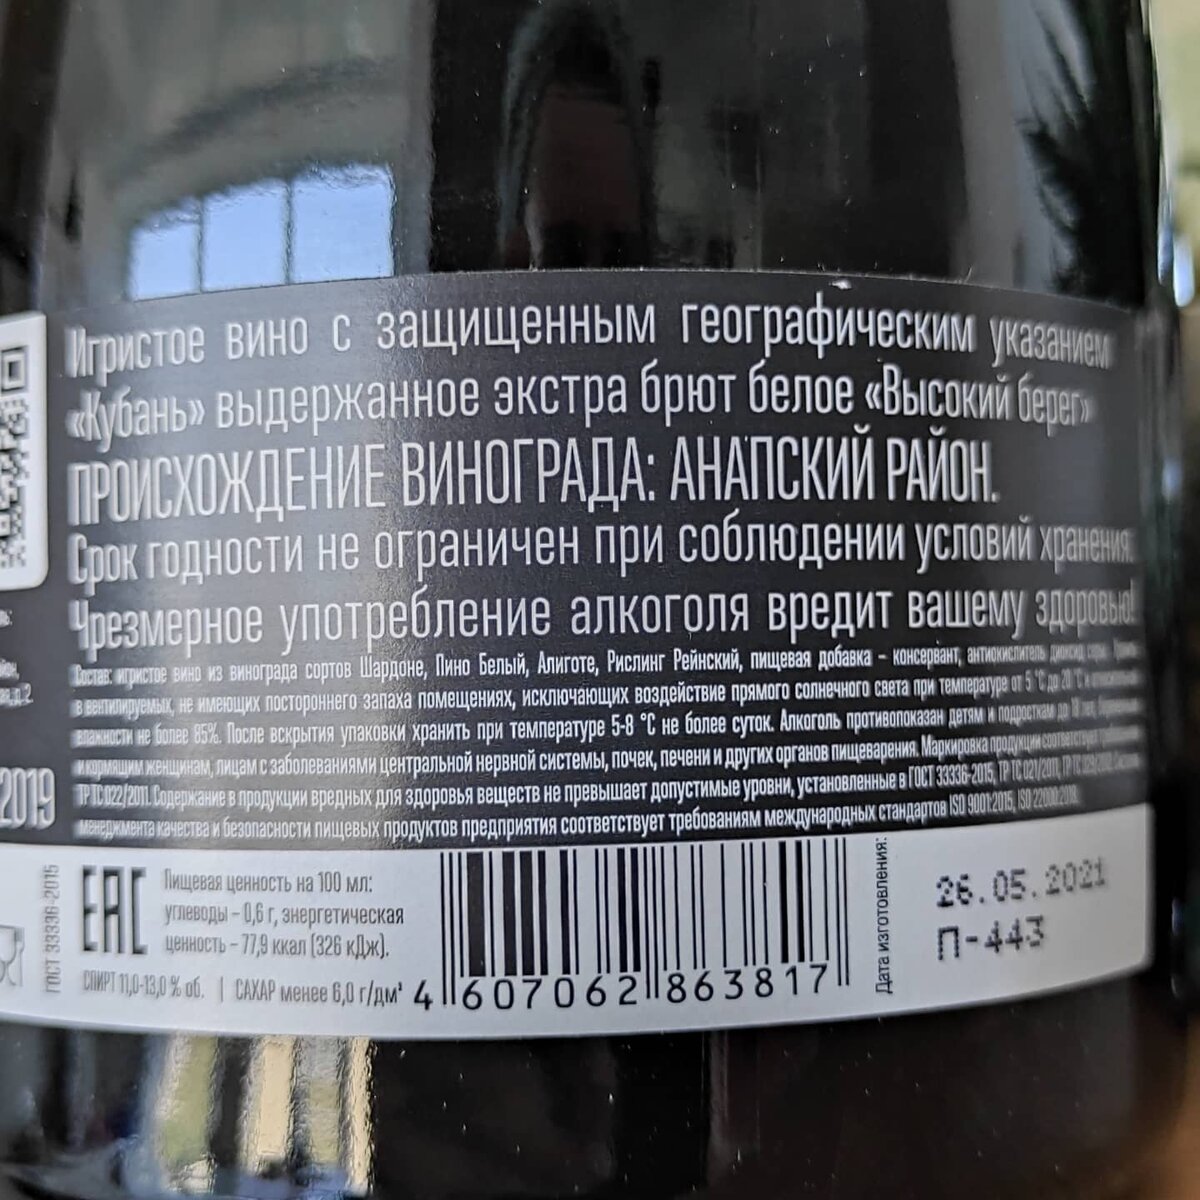 Игристое вино с защищенным географическим указанием
«Кубань» выдержанное экстра брют белое «Высокий берег»
ПРОИСХОЖДЕНИЕ ВИНОГРАДА: АНАПСКИЙ РАЙОН.
Срок годности не ограничен при соблюдении условий хранения.
Чрезмерное употребление алкоголя вредит вашему здоровью!
Состав: игристое вино из винограда сортов Шардоне, Пино Белый, Алиготе, Рислинг Рейнский, пищевая добавка – консервант, антиокислитель диоксид серы.
в вентилируемых, не имеющих постороннего запаха помещениях, исключающих воздействие прямого солнечного света при температуре от 5 °C до 20 °C и относительной
влажности не более 85%. После вскрытия упаковки хранить при температуре 5-8 °C не более суток. Алкоголь противопоказан детям и подросткам до 18 лет, беременным
и кормящим женщинам, лицам с заболеваниями центральной нервной системы, почек, печени и других органов пищеварения. Маркировка продукции соответствует
ТР ТС 022/2011. Содержание в продукции вредных для здоровья веществ не превышает допустимые уровни, установленные в ГОСТ 33336-2015, ТР ТС 021/2011, ТР ТС 029/2012.
менеджмента качества и безопасности пищевых продуктов предприятия соответствует требованиям международных стандартов ISO 9001:2015, ISO 22000:2018.
2019
ГОСТ 33336-2015
EAC
Пищевая ценность на 100 мл:
углеводы – 0,6 г, энергетическая
ценность – 77,9 ккал (326 кДж).
СПИРТ 11,0-13,0 % об. | САХАР менее 6,0 г/дм³
4 607062 863817
Дата изготовления:
26.05.2021
П-443